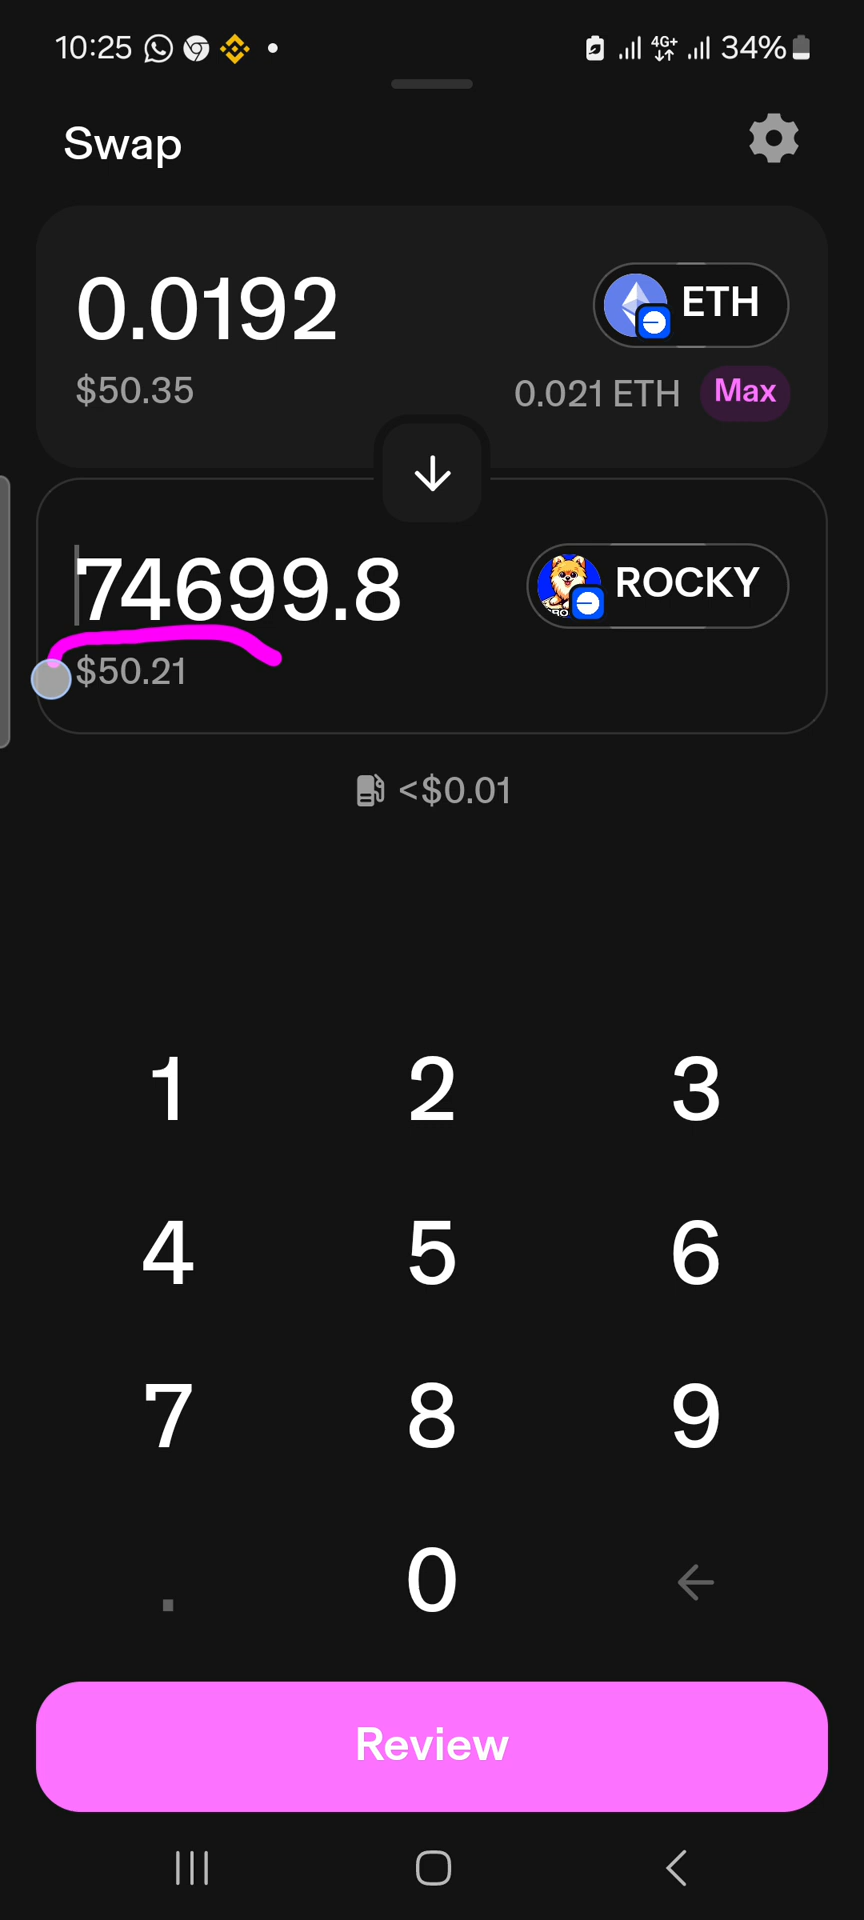 10:25 4G+ 34%
Swap
0.0192 ETH
$50.35 0.021 ETH Max
74699.8 ROCKY
$50.21
<$0.01
1 2 3
4 5 6
7 8 9
. 0
Review